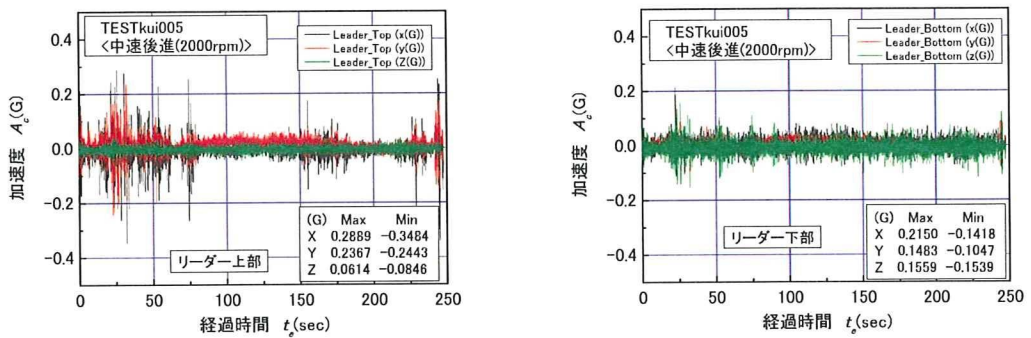 TESTkui005
<中速後進(2000rpm)>
Leader_Top (x(G))
Leader_Top (y(G))
Leader_Top (Z(G))
0.4
0.2
0.0
-0.2
-0.4
加速度 Ac(G)
(G) Max Min
X 0.2889 -0.3484
Y 0.2367 -0.2443
Z 0.0614 -0.0846
リーダー上部
0 50 100 150 200 250
経過時間 te(sec)
TESTkui005
<中速後進(2000rpm)>
Leader_Bottom (x(G))
Leader_Bottom (y(G))
Leader_Bottom (z(G))
0.4
0.2
0.0
-0.2
-0.4
加速度 Ac(G)
(G) Max Min
X 0.2150 -0.1418
Y 0.1483 -0.1047
Z 0.1559 -0.1539
リーダー下部
0 50 100 150 200 250
経過時間 te(sec)